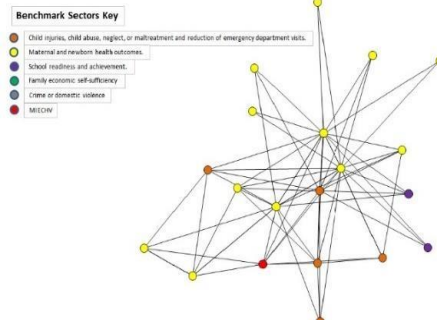 Benchmark Sectors Key
Child injuries, child abuse, neglect, or maltreatment and reduction of emergency department visits.
Maternal and newborn health outcomes.
School readiness and achievement.
Family economic self-sufficiency
Crime or domestic violence
MIECHV